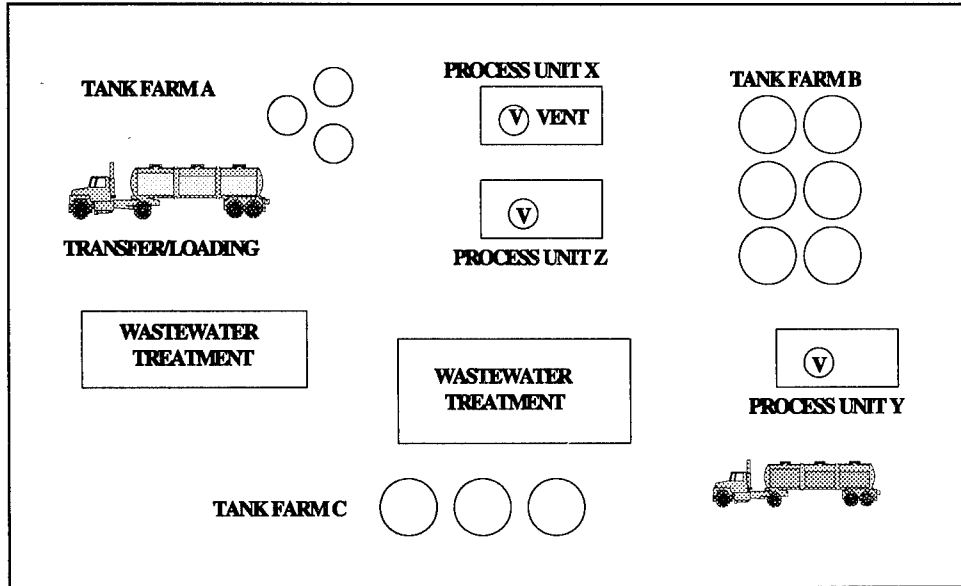 PROCESS UNIT X
TANK FARM A
TANK FARM B
V VENT
V
TRANSFER/LOADING
PROCESS UNIT Z
WASTEWATER
TREATMENT
WASTEWATER
TREATMENT
V
PROCESS UNIT Y
TANK FARM C